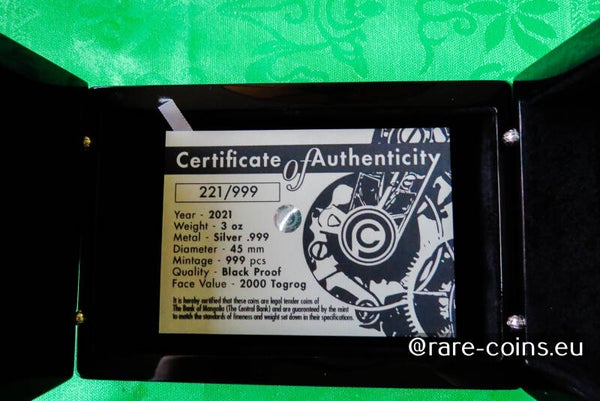 Certificate of Authenticity
221/999
Year - 2021
Weight - 3 oz
Metal - Silver .999
Diameter - 45 mm
Mintage - 999 pcs
Quality - Black Proof
Face Value - 2000 Togrog
It is hereby certified that these coins are legal tender coins of
The Bank of Mongolia (The Central Bank) and are guaranteed by the mint
to match the standards of fineness and weight set down in their specifications.
@rare-coins.eu